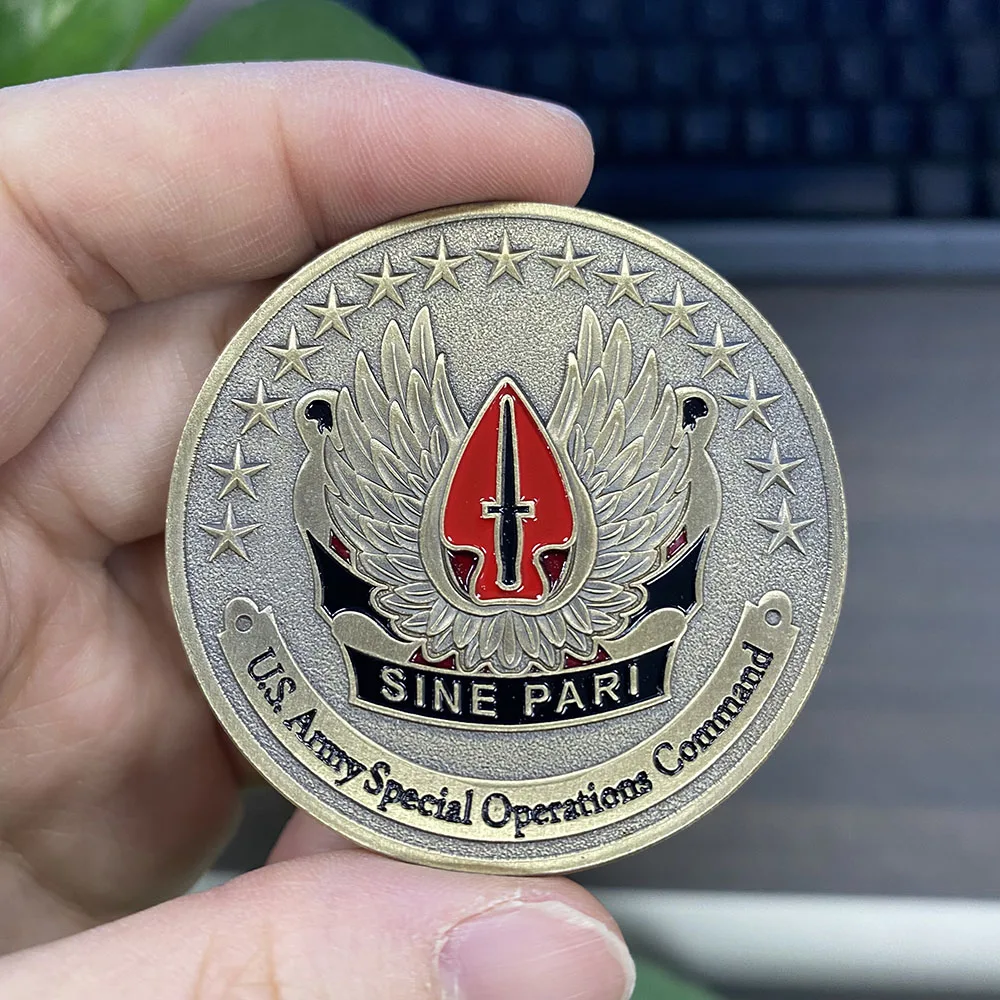 SINE PARI
U.S. Army Special Operations Command